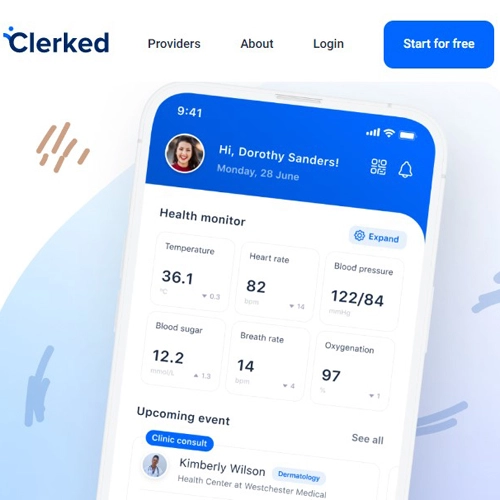 Clerked Providers About Login Start for free
9:41
Hi, Dorothy Sanders!
Monday, 28 June
Health monitor Expand
Temperature Heart rate Blood pressure
36.1 82 122/84
°C ▼ 0.3 bpm ▼ 14 mmHg
Blood sugar Breath rate Oxygenation
12.2 14 97
mmol/L ▲ 1.3 bpm ▼ 4 % ▼ 1
Upcoming event See all
Clinic consult
Kimberly Wilson Dermatology
Health Center at Westchester Medical